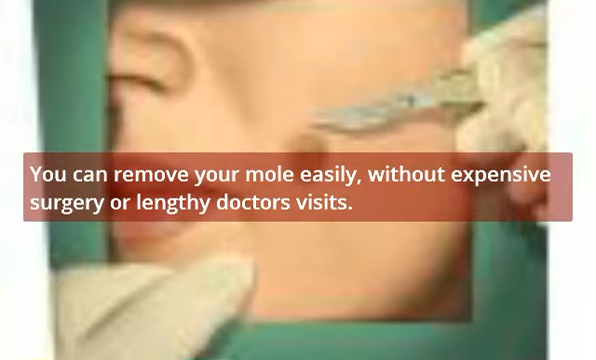 You can remove your mole easily, without expensive
surgery or lengthy doctors visits.